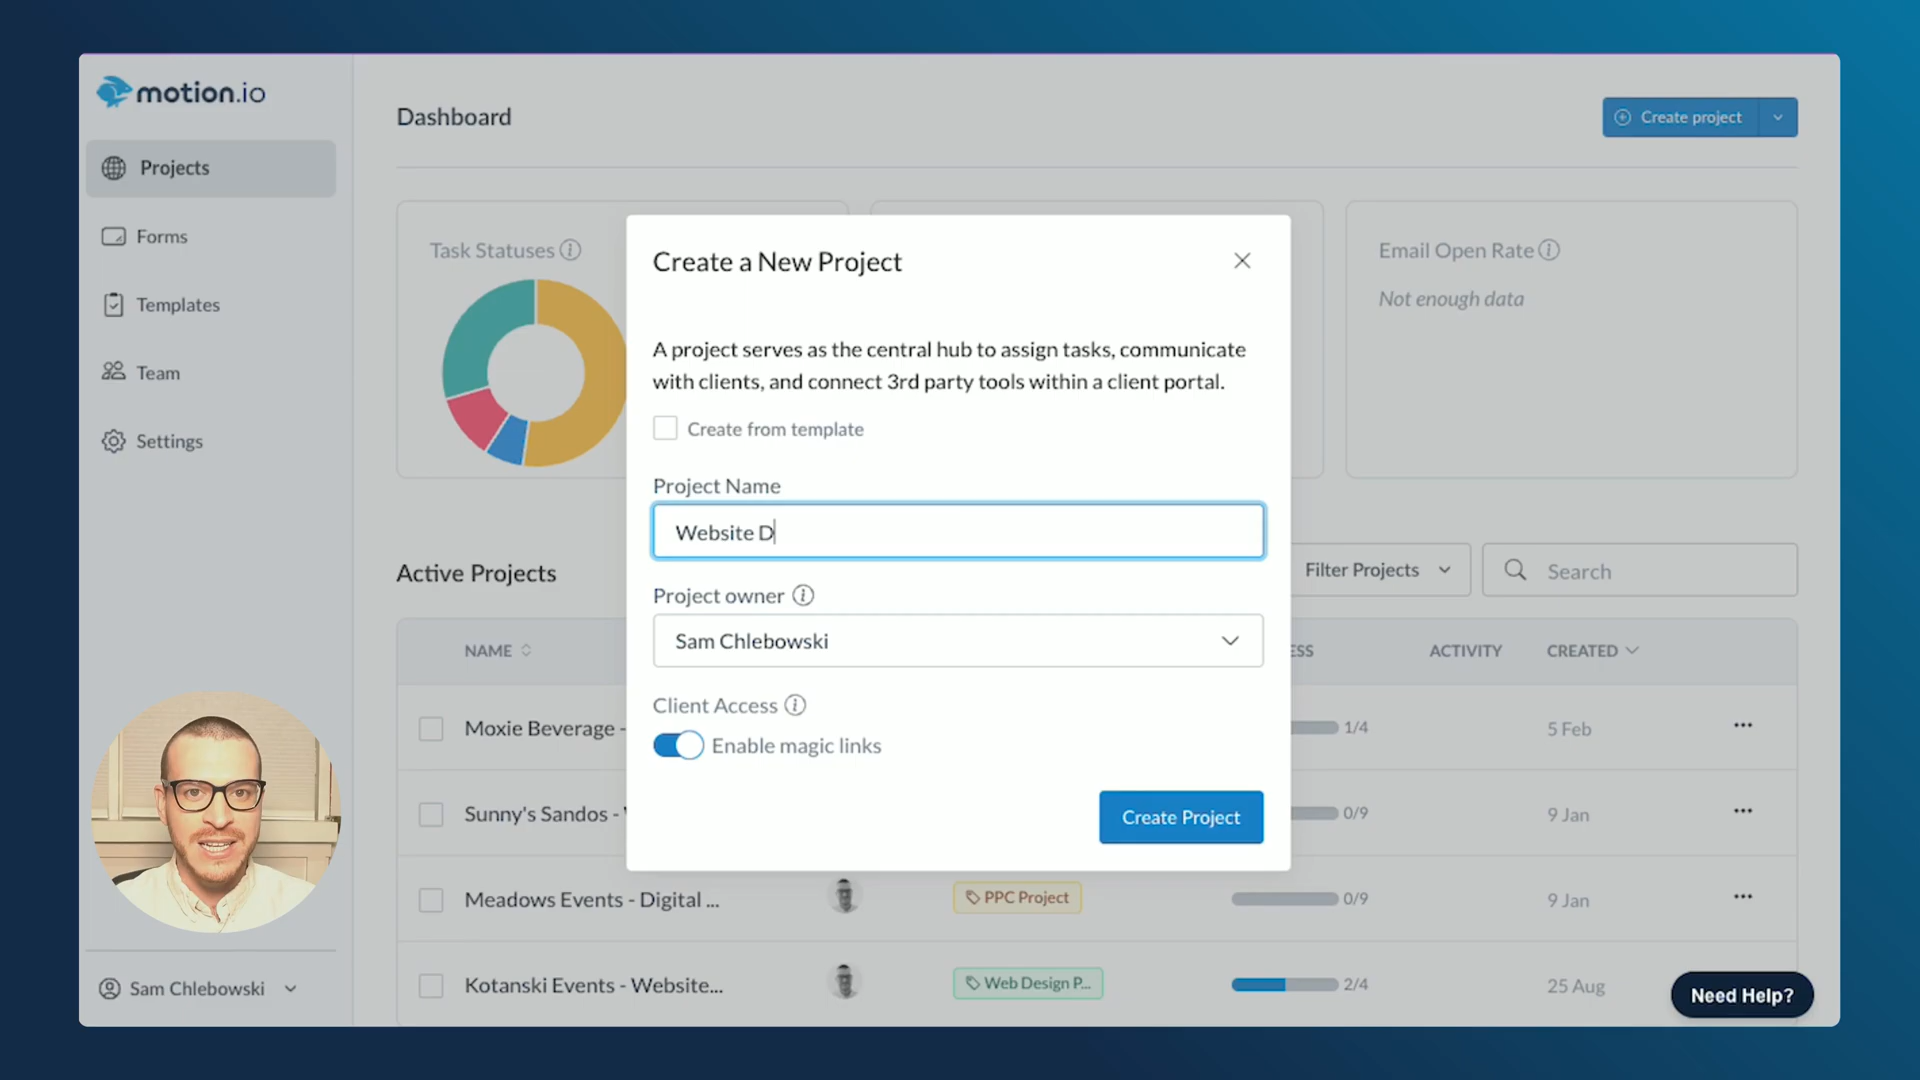 motion.io
Projects
Forms
Templates
Team
Settings
Sam Chlebowski
Dashboard
Create project
Task Statuses
Email Open Rate
Not enough data
Create a New Project
A project serves as the central hub to assign tasks, communicate
with clients, and connect 3rd party tools within a client portal.
Create from template
Project Name
Website D
Project owner
Sam Chlebowski
Client Access
Enable magic links
Create Project
Active Projects
Filter Projects
Search
NAME ESS ACTIVITY CREATED
Moxie Beverage - 1/4 5 Feb
Sunny's Sandos - 0/9 9 Jan
Meadows Events - Digital ... PPC Project 0/9 9 Jan
Kotanski Events - Website... Web Design P... 2/4 25 Aug
Need Help?